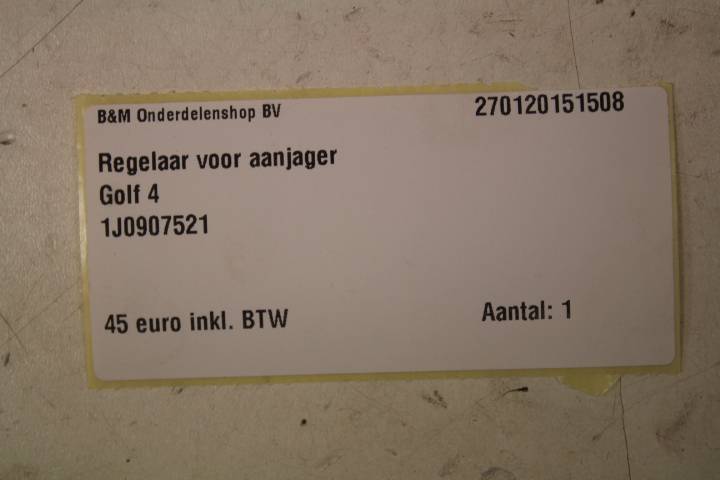 B&M Onderdelenshop BV 270120151508
Regelaar voor aanjager
Golf 4
1J0907521
45 euro inkl. BTW Aantal: 1